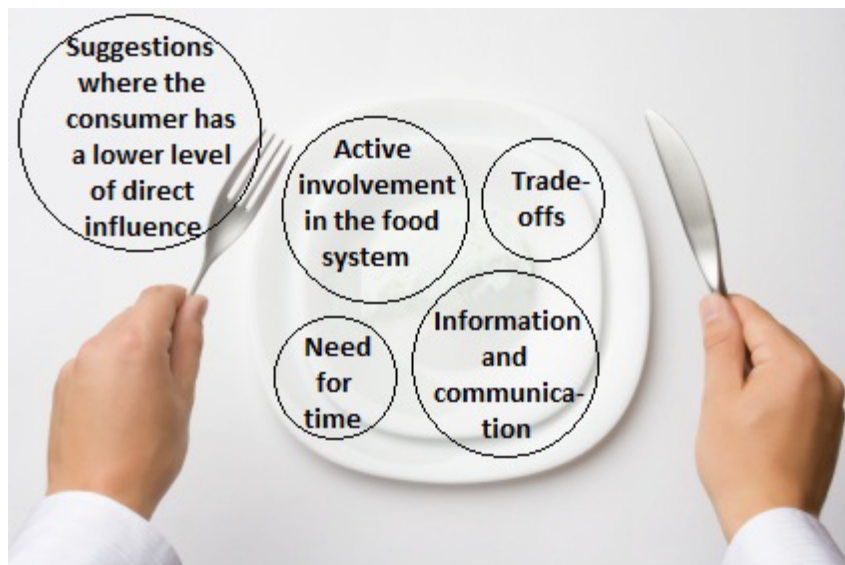 Suggestions
where the
consumer has
a lower level
of direct
influence
Active
involvement
in the food
system
Trade-
offs
Need
for
time
Information
and
communica-
tion